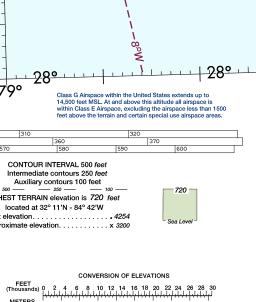 8°W
28°
28°
79°
Class G Airspace within the United States extends up to
14,500 feet MSL. At and above this altitude all airspace is
within Class E Airspace, excluding the airspace less than 1500
feet above the terrain and certain special use airspace areas.
310 320
360 370
570 580 590 600
CONTOUR INTERVAL 500 feet
Intermediate contours 250 feet
Auxiliary contours 100 feet
500 250 100
HEST TERRAIN elevation is 720 feet
located at 32° 11'N - 84° 42'W
t elevation . 4254
roximate elevation x 3200
720
Sea Level
CONVERSION OF ELEVATIONS
FEET (Thousands) 0 2 4 6 8 10 12 14 16 18 20 22 24 26 28 30
METERS